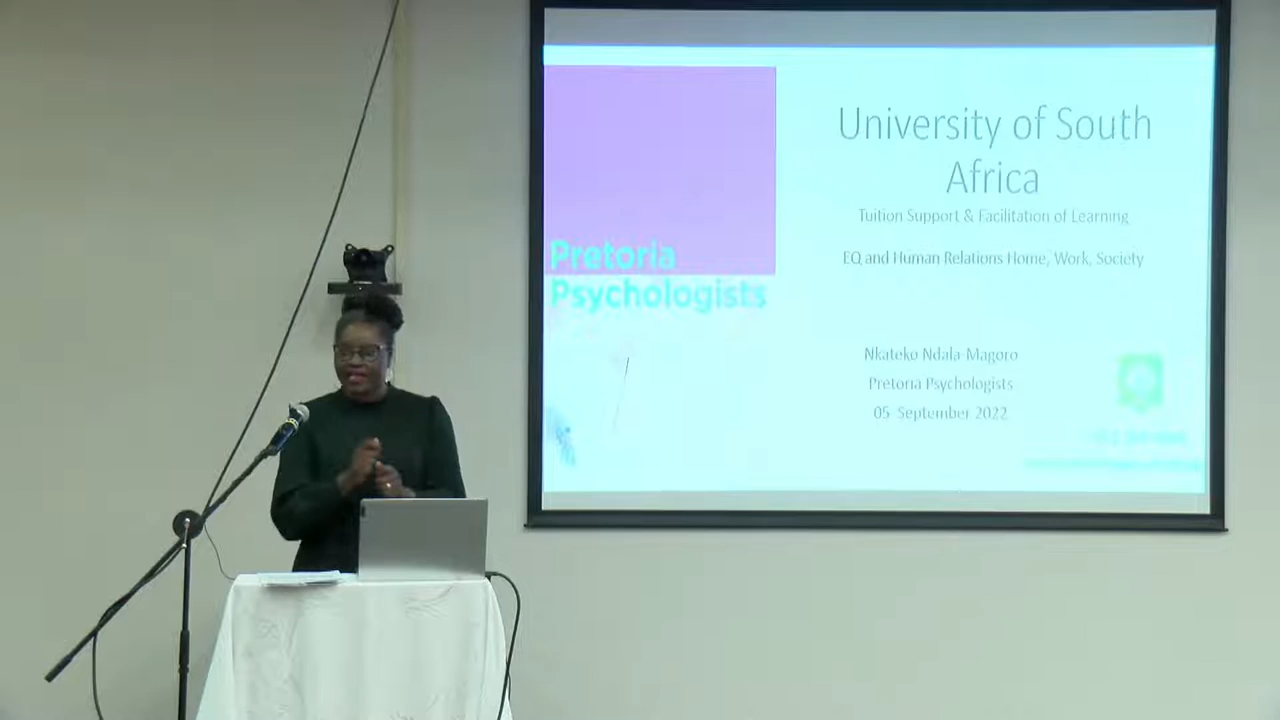 Pretoria
Psychologists
University of South
Africa
Tuition Support & Facilitation of Learning
EQ and Human Relations Home, Work, Society
Nkateko Ndala-Magoro
Pretoria Psychologists
05 September 2022